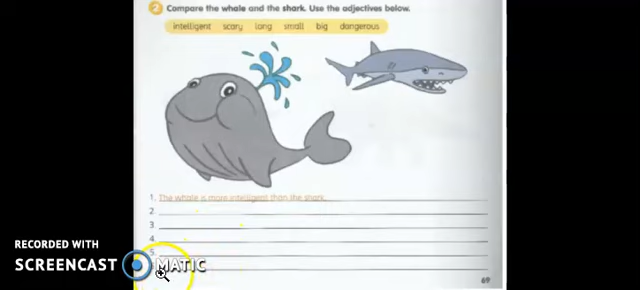 2 Compare the whale and the shark. Use the adjectives below.
intelligent scary long small big dangerous
1. The whale is more intelligent than the shark.
2.
3.
4.
5.
RECORDED WITH
SCREENCAST MATIC
69